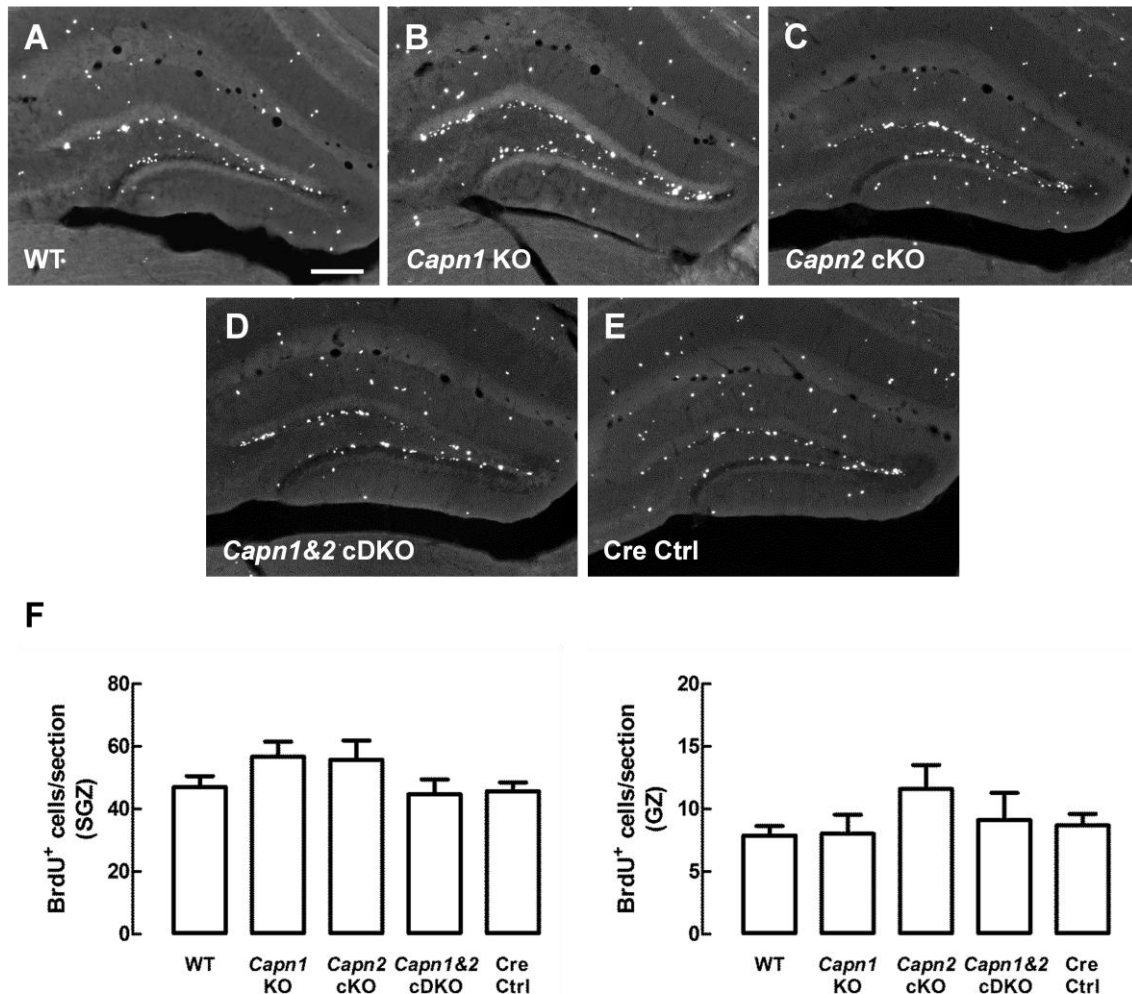 A
WT
B
Capn1 KO
C
Capn2 cKO
D
Capn1&2 cDKO
E
Cre Ctrl
F
BrdU+ cells/section
(SGZ)
80
60
40
20
0
WT
Capn1
KO
Capn2
cKO
Capn1&2
cDKO
Cre
Ctrl
BrdU+ cells/section
(GZ)
20
15
10
5
0
WT
Capn1
KO
Capn2
cKO
Capn1&2
cDKO
Cre
Ctrl